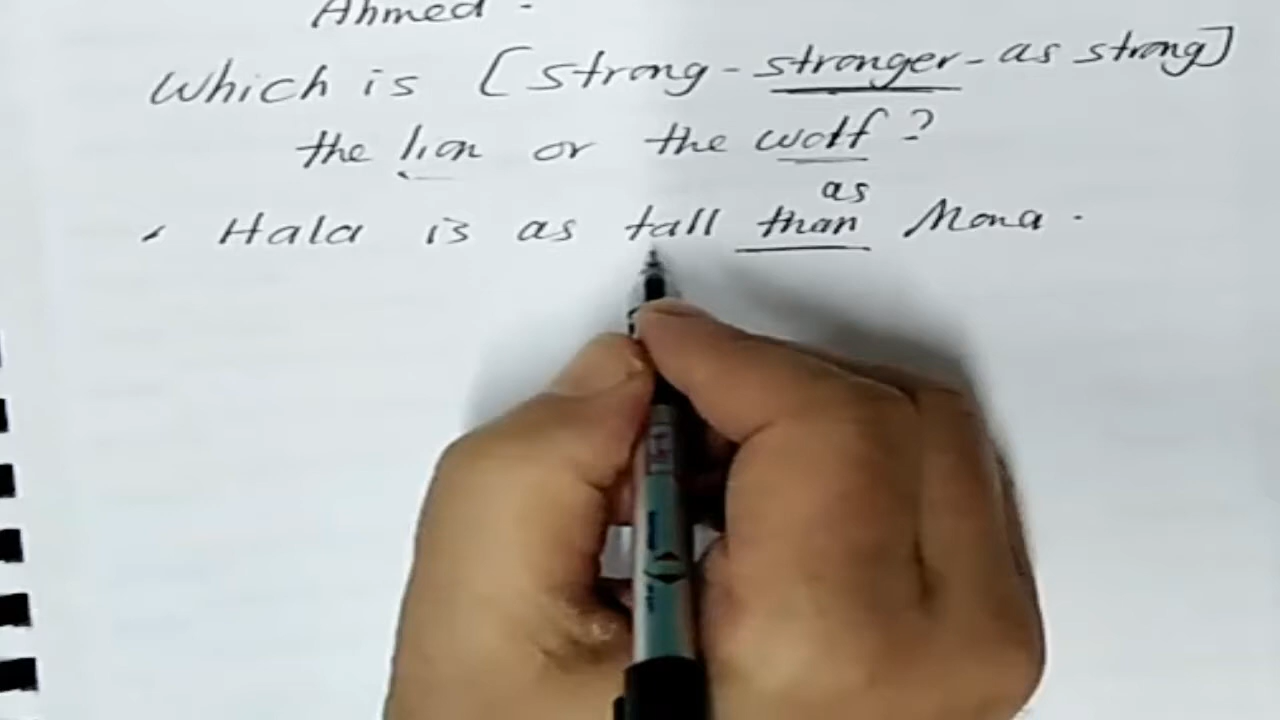 Ahmed.
Which is [strong - stronger - as strong]
the lion or the wolf?
as
Hala is as tall than Mona.